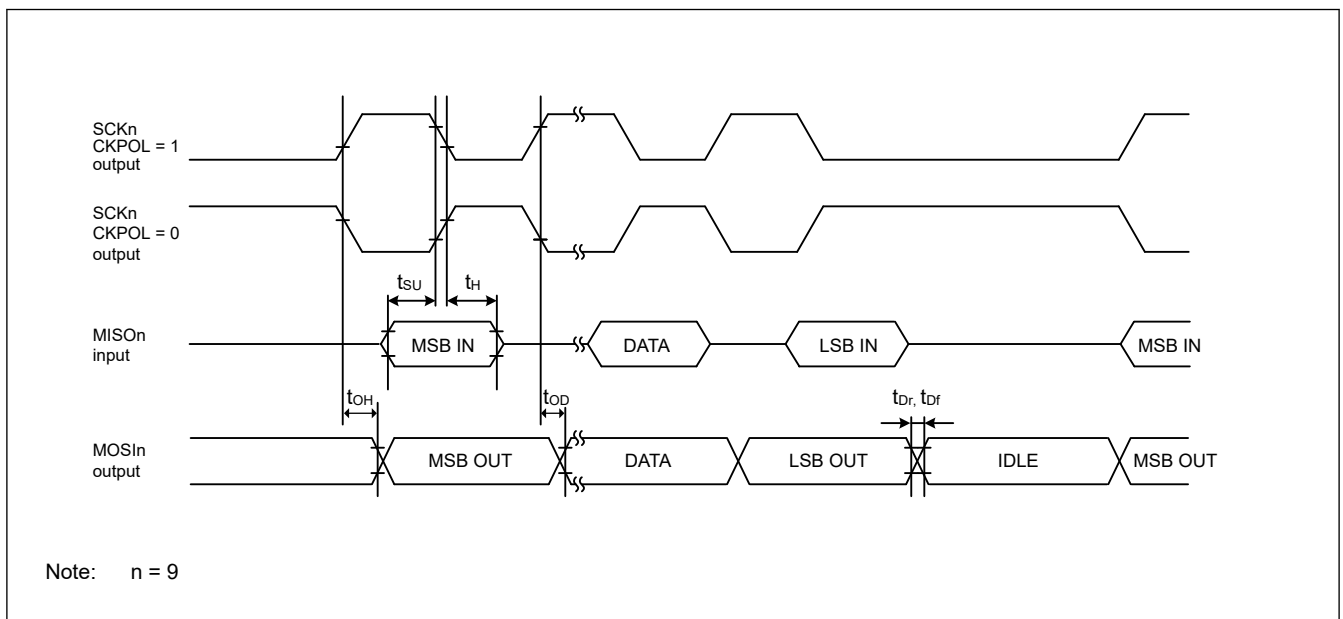 SCKn
CKPOL = 1
output
SCKn
CKPOL = 0
output
tSU
tH
MISOn
input
MSB IN
DATA
LSB IN
MSB IN
tOH
tOD
tDr, tDf
MOSIn
output
MSB OUT
DATA
LSB OUT
IDLE
MSB OUT
Note: n = 9